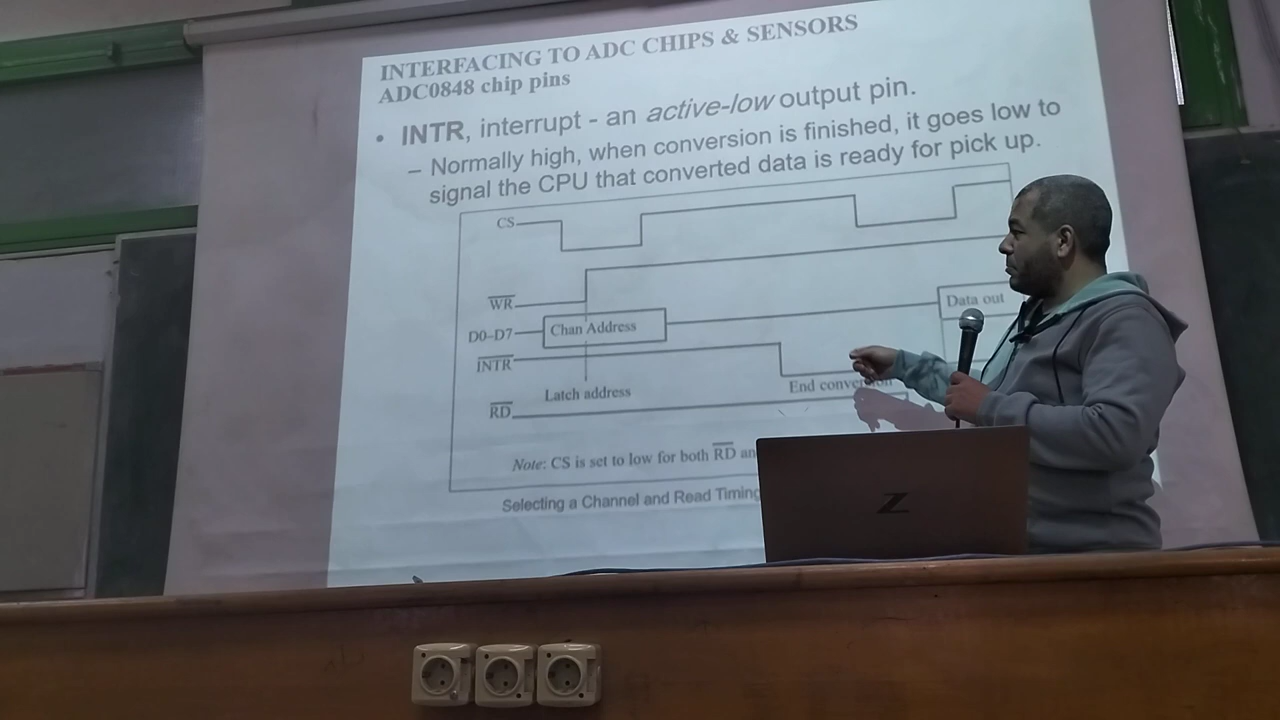 INTERFACING TO ADC CHIPS & SENSORS
ADC0848 chip pins
• INTR, interrupt - an active-low output pin.
– Normally high, when conversion is finished, it goes low to
signal the CPU that converted data is ready for pick up.
CS
WR
Data out
D0–D7
Chan Address
INTR
Latch address
End conversion
RD
Note: CS is set to low for both RD an
Selecting a Channel and Read Timing
Z